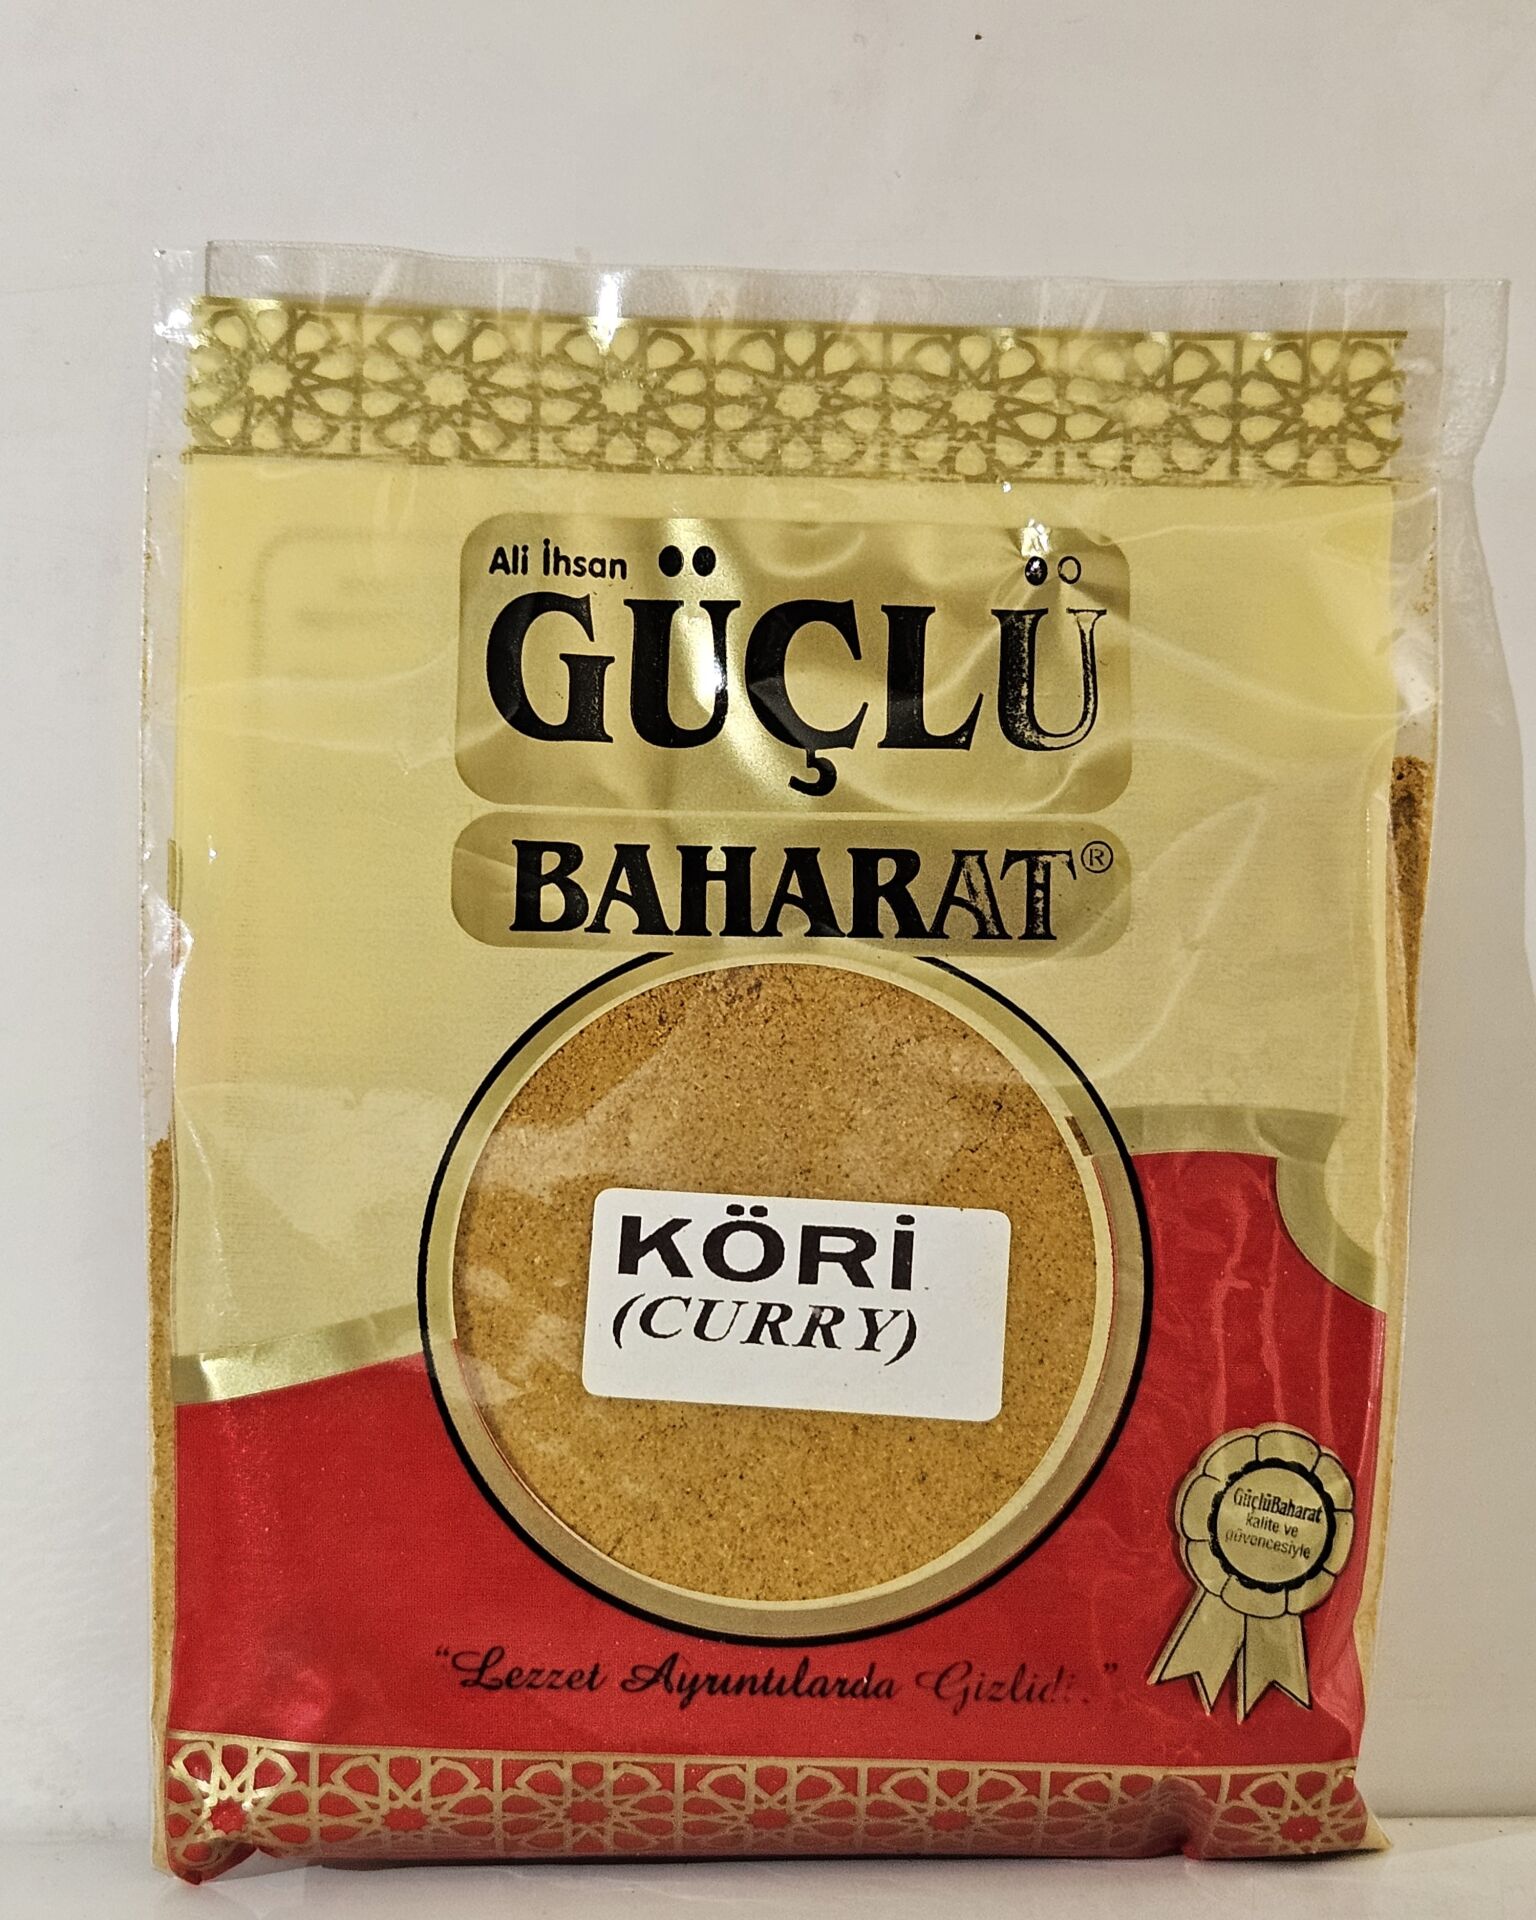 Ali İhsan
GÜÇLÜ
BAHARAT®
KÖRİ
(CURRY)
GüçlüBaharat
kalite ve
güvencesiyle
"Lezzet Ayrıntılarda Gizlidir."